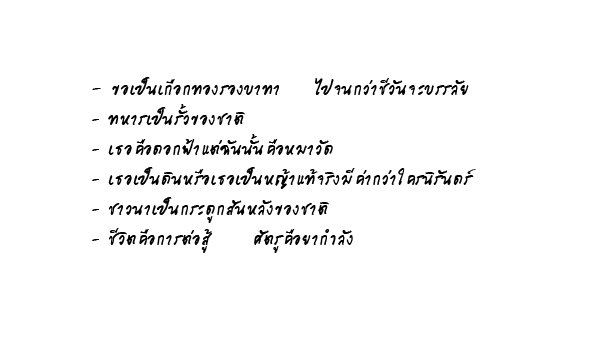 - ขอเป็นเกือกทองรองบาทา ไปจนกว่าชีวันจะบรรลัย
- ทหารเป็นรั้วของชาติ
- เธอคือดอกฟ้าแต่ฉันนั้นคือหมาวัด
- เธอเป็นดินหรือเธอเป็นหญ้าแท้จริงมีค่ากว่าใครนิรันดร์
- ชาวนาเป็นกระดูกสันหลังของชาติ
- ชีวิตคือการต่อสู้ ศัตรูคือยากำลัง